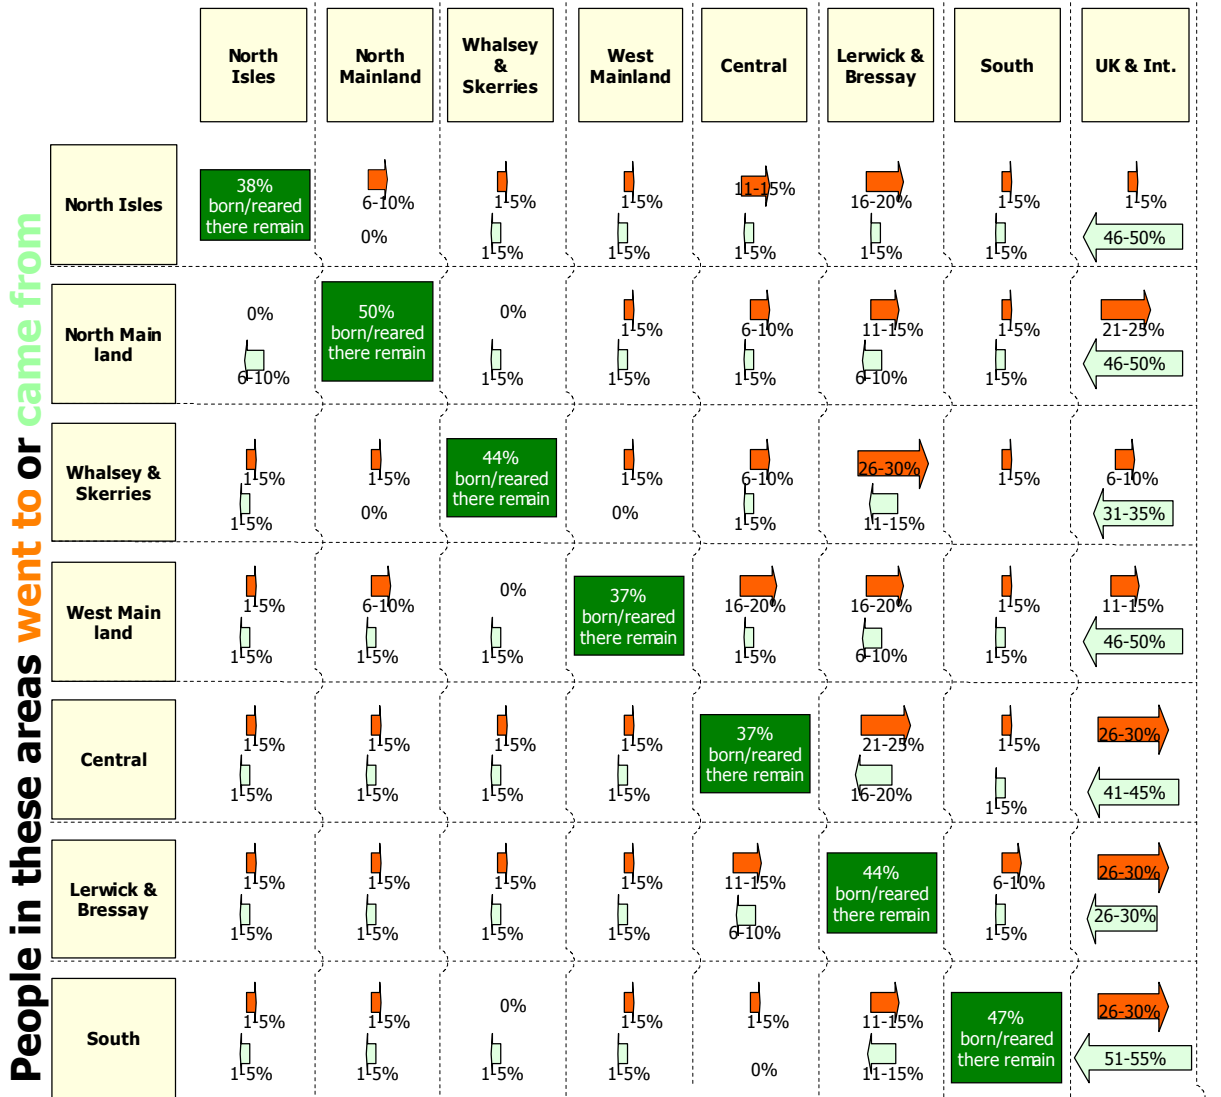 North
Isles
North
Mainland
Whalsey
&
Skerries
West
Mainland
Central
Lerwick &
Bressay
South
UK & Int.
People in these areas went to or came from
North Isles
38%
born/reared
there remain
6-10%
0%
1-5%
1-5%
1-5%
1-5%
11-15%
1-5%
16-20%
1-5%
1-5%
1-5%
1-5%
46-50%
North Main
land
0%
6-10%
50%
born/reared
there remain
0%
1-5%
1-5%
1-5%
6-10%
1-5%
11-15%
6-10%
1-5%
1-5%
21-25%
46-50%
Whalsey &
Skerries
1-5%
1-5%
1-5%
0%
44%
born/reared
there remain
1-5%
0%
6-10%
1-5%
26-30%
11-15%
1-5%
6-10%
31-35%
West Main
land
1-5%
1-5%
6-10%
1-5%
0%
1-5%
37%
born/reared
there remain
16-20%
1-5%
16-20%
6-10%
1-5%
1-5%
11-15%
46-50%
Central
1-5%
1-5%
1-5%
1-5%
1-5%
1-5%
1-5%
1-5%
37%
born/reared
there remain
21-25%
16-20%
1-5%
1-5%
26-30%
41-45%
Lerwick &
Bressay
1-5%
1-5%
1-5%
1-5%
1-5%
1-5%
1-5%
1-5%
11-15%
6-10%
44%
born/reared
there remain
6-10%
1-5%
26-30%
26-30%
South
1-5%
1-5%
1-5%
1-5%
0%
1-5%
1-5%
1-5%
1-5%
0%
11-15%
11-15%
47%
born/reared
there remain
26-30%
51-55%